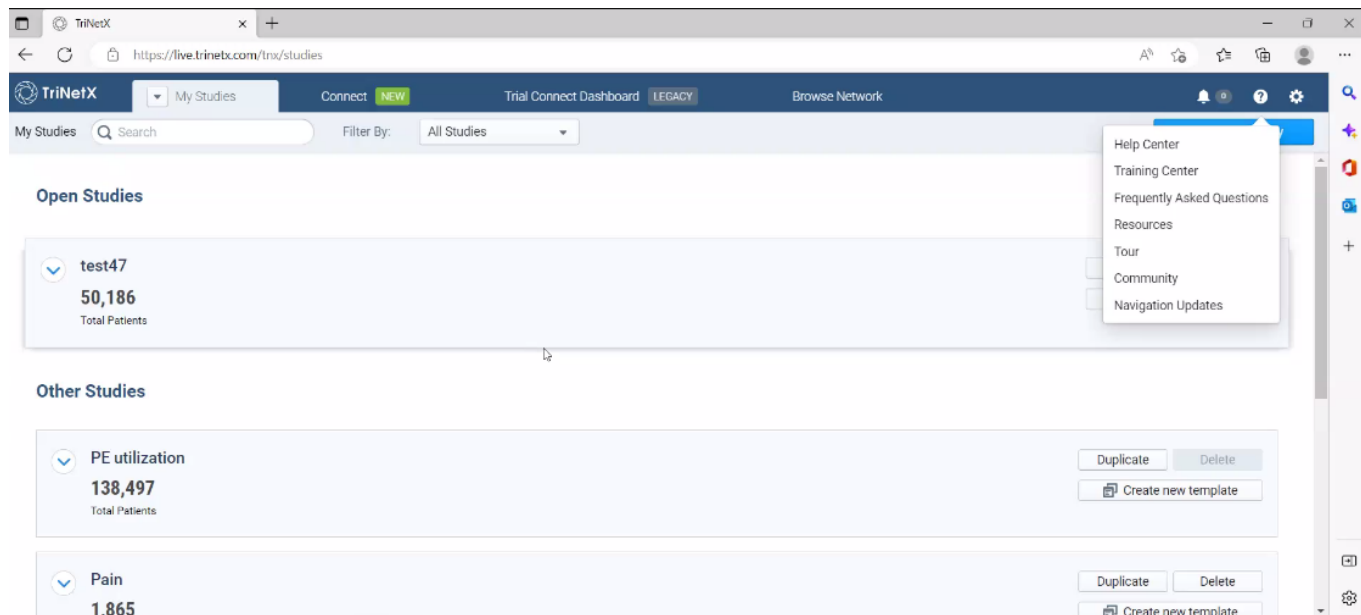 TriNetX
https://live.trinetx.com/tnx/studies
TriNetX
My Studies
Connect NEW
Trial Connect Dashboard LEGACY
Browse Network
0
My Studies
Search
Filter By:
All Studies
Help Center
Training Center
Frequently Asked Questions
Resources
Tour
Community
Navigation Updates
Open Studies
test47
50,186
Total Patients
Other Studies
PE utilization
138,497
Total Patients
Duplicate
Delete
Create new template
Pain
1,865
Duplicate
Delete
Create new template